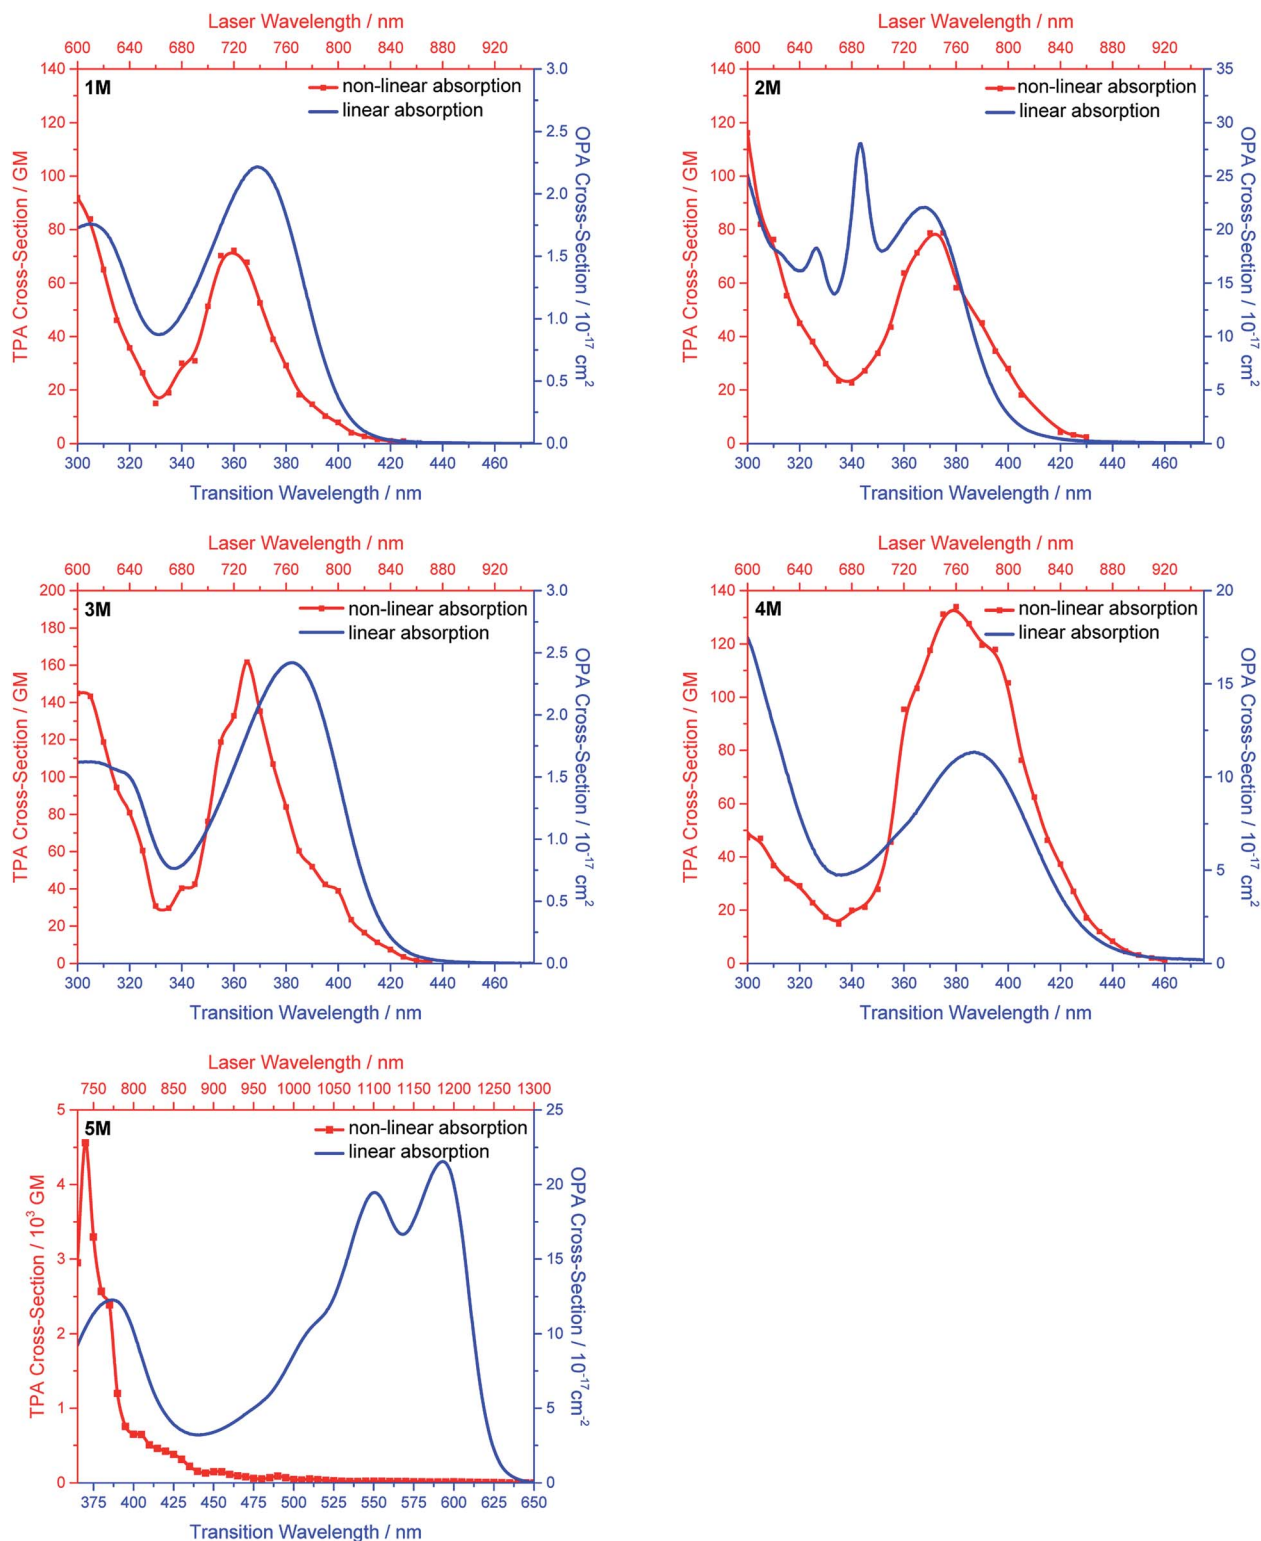 Laser Wavelength / nm
600 640 680 720 760 800 840 880 920
1M
non-linear absorption
linear absorption
TPA Cross-Section / GM
140
120
100
80
60
40
20
0
OPA Cross-Section / 10⁻¹⁷ cm²
3.0
2.5
2.0
1.5
1.0
0.5
0.0
300 320 340 360 380 400 420 440 460
Transition Wavelength / nm
Laser Wavelength / nm
600 640 680 720 760 800 840 880 920
2M
non-linear absorption
linear absorption
TPA Cross-Section / GM
140
120
100
80
60
40
20
0
OPA Cross-Section / 10⁻¹⁷ cm²
35
30
25
20
15
10
5
0
300 320 340 360 380 400 420 440 460
Transition Wavelength / nm
Laser Wavelength / nm
600 640 680 720 760 800 840 880 920
3M
non-linear absorption
linear absorption
TPA Cross-Section / GM
200
180
160
140
120
100
80
60
40
20
0
OPA Cross-Section / 10⁻¹⁷ cm²
3.0
2.5
2.0
1.5
1.0
0.5
0.0
300 320 340 360 380 400 420 440 460
Transition Wavelength / nm
Laser Wavelength / nm
600 640 680 720 760 800 840 880 920
4M
non-linear absorption
linear absorption
TPA Cross-Section / GM
140
120
100
80
60
40
20
0
OPA Cross-Section / 10⁻¹⁷ cm²
20
15
10
5
0
300 320 340 360 380 400 420 440 460
Transition Wavelength / nm
Laser Wavelength / nm
750 800 850 900 950 1000 1050 1100 1150 1200 1250 1300
5M
non-linear absorption
linear absorption
TPA Cross-Section / 10³ GM
5
4
3
2
1
0
OPA Cross-Section / 10⁻¹⁷cm⁻²
25
20
15
10
5
0
375 400 425 450 475 500 525 550 575 600 625 650
Transition Wavelength / nm